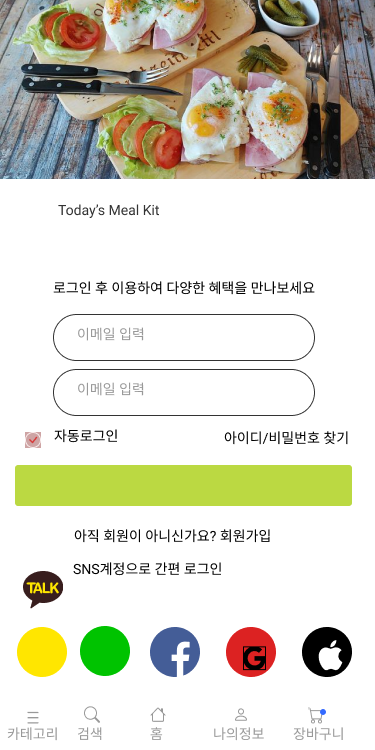 Today's Meal Kit
로그인 후 이용하여 다양한 혜택을 만나보세요
이메일 입력
이메일 입력
자동로그인
아이디/비밀번호 찾기
아직 회원이 아니신가요? 회원가입
SNS계정으로 간편 로그인
TALK
f
G
카테고리
검색
홈
나의정보
장바구니